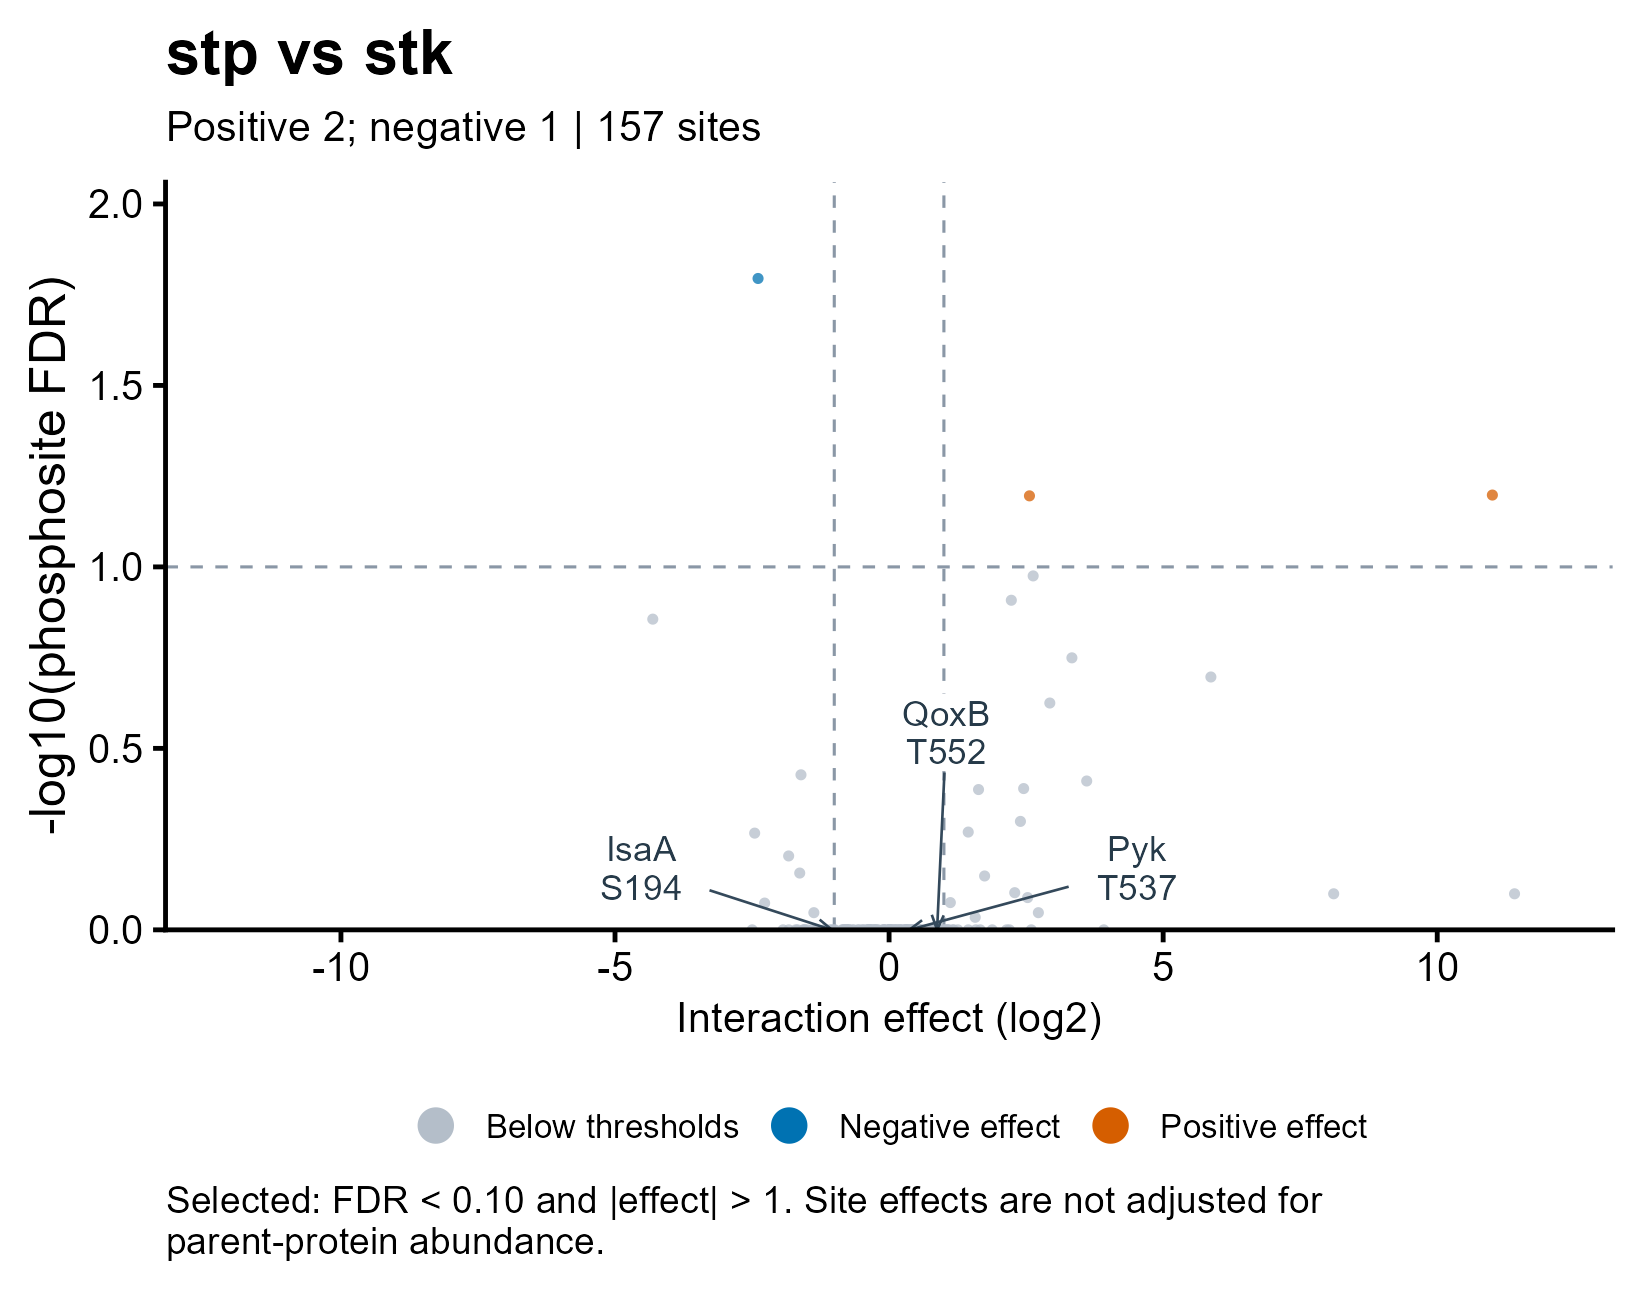 stp vs stk
Positive 2; negative 1 | 157 sites
-log10(phosphosite FDR)
2.0
1.5
1.0
0.5
0.0
QoxB
T552
IsaA
S194
Pyk
T537
-10
-5
0
5
10
Interaction effect (log2)
Below thresholds
Negative effect
Positive effect
Selected: FDR < 0.10 and |effect| > 1. Site effects are not adjusted for
parent-protein abundance.